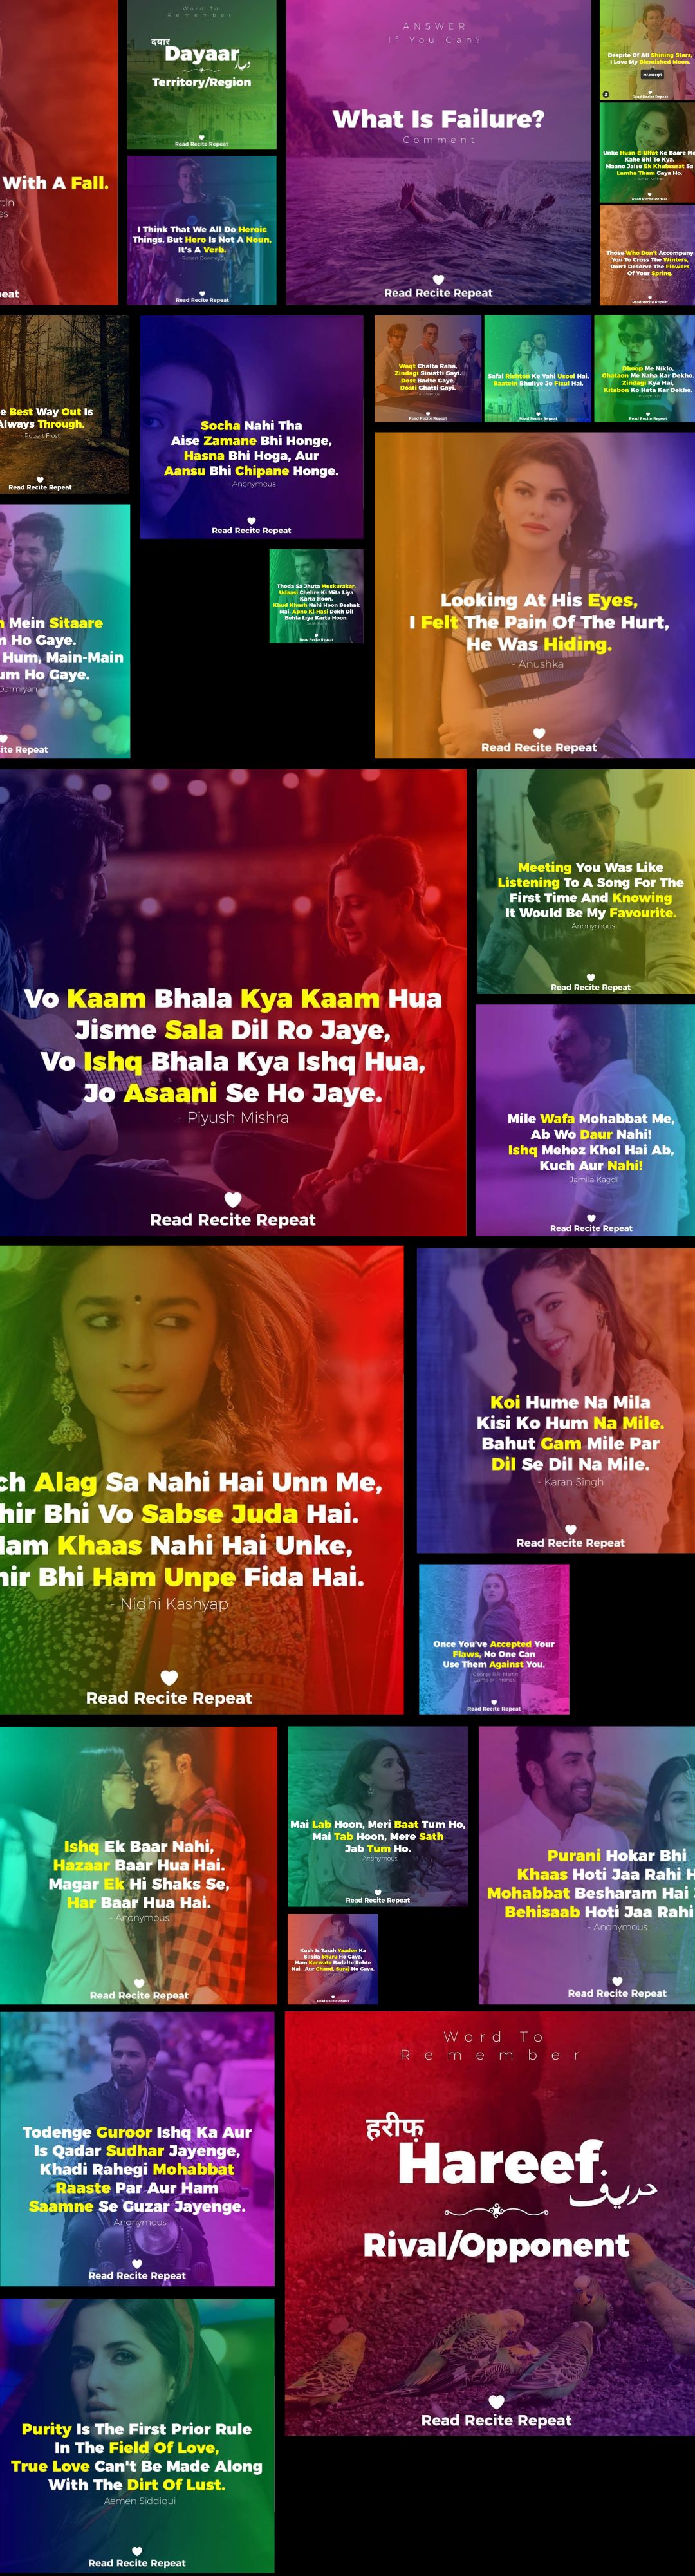 With A Fall.
Read Recite Repeat
Word To
Remember
दयार
Dayaar
دیار
Territory/Region
Read Recite Repeat
I Think That We All Do Heroic
Things, But Hero Is Not A Noun,
It's A Verb.
Read Recite Repeat
ANSWER
If You Can?
What Is Failure?
Comment
Read Recite Repeat
Despite Of All Shining Stars,
I Love My Blemished Moon.
Read Recite Repeat
Unke Husn-E-Ulfat Ke Baare Me
Kahe Bhi To Kya,
Maano Jaise Ek Khubsurat Sa
Lamha Tham Gaya Ho.
Read Recite Repeat
Those Who Don't Accompany
You To Cross The Winters,
Don't Deserve The Flowers
Of Your Spring.
Read Recite Repeat
e Best Way Out Is
Always Through.
- Robert Frost
Read Recite Repeat
Socha Nahi Tha
Aise Zamane Bhi Honge,
Hasna Bhi Hoga, Aur
Aansu Bhi Chipane Honge.
- Anonymous
Read Recite Repeat
Waqt Chalta Raha,
Zindagi Simatti Gayi.
Dost Badte Gaye,
Dosti Ghatti Gayi.
Read Recite Repeat
Safal Rishton Ke Yahi Usool Hai,
Baatein Bhuliye Jo Fizul Hai.
Read Recite Repeat
Dhoop Me Niklo,
Ghataon Me Naha Kar Dekho.
Zindagi Kya Hai,
Kitabon Ko Hata Kar Dekho.
Read Recite Repeat
Mein Sitaare
Ho Gaye.
Hum, Main-Main
um Ho Gaye.
Darmiyan
ite Repeat
Thoda Sa Jhuta Muskurakar,
Udaasi Chehre Ki Mita Liya
Karta Hoon.
Khud Khush Nahi Hoon Beshak
Mai, Apno Ki Hasi Dekh Dil
Behla Liya Karta Hoon.
Read Recite Repeat
Looking At His Eyes,
I Felt The Pain Of The Hurt,
He Was Hiding.
- Anushka
Read Recite Repeat
Vo Kaam Bhala Kya Kaam Hua
Jisme Sala Dil Ro Jaye,
Vo Ishq Bhala Kya Ishq Hua,
Jo Asaani Se Ho Jaye.
- Piyush Mishra
Read Recite Repeat
Meeting You Was Like
Listening To A Song For The
First Time And Knowing
It Would Be My Favourite.
- Anonymous
Read Recite Repeat
Mile Wafa Mohabbat Me,
Ab Wo Daur Nahi!
Ishq Mehez Khel Hai Ab,
Kuch Aur Nahi!
- Jamila Kagdi
Read Recite Repeat
ch Alag Sa Nahi Hai Unn Me,
hir Bhi Vo Sabse Juda Hai.
Ham Khaas Nahi Hai Unke,
hir Bhi Ham Unpe Fida Hai.
- Nidhi Kashyap
Read Recite Repeat
Koi Hume Na Mila
Kisi Ko Hum Na Mile.
Bahut Gam Mile Par
Dil Se Dil Na Mile.
- Karan Singh
Read Recite Repeat
Once You've Accepted Your
Flaws, No One Can
Use Them Against You.
- George R.R. Martin
Game of Thrones
Read Recite Repeat
Ishq Ek Baar Nahi,
Hazaar Baar Hua Hai.
Magar Ek Hi Shaks Se,
Har Baar Hua Hai.
- Anonymous
Read Recite Repeat
Mai Lab Hoon, Meri Baat Tum Ho,
Mai Tab Hoon, Mere Sath
Jab Tum Ho.
Anonymous
Read Recite Repeat
Kush Is Tarah Yaadon Ka
Silsila Shuru Ho Gaya,
Ham Karwate Badalte Rehte
Hai, Aur Chand, Suraj Ho Gaya.
Read Recite Repeat
Purani Hokar Bhi
Khaas Hoti Jaa Rahi H
Mohabbat Besharam Hai
Behisaab Hoti Jaa Rahi
- Anonymous
Read Recite Repeat
Todenge Guroor Ishq Ka Aur
Is Qadar Sudhar Jayenge,
Khadi Rahegi Mohabbat
Raaste Par Aur Ham
Saamne Se Guzar Jayenge.
- Anonymous
Read Recite Repeat
Word To
Remember
हरीफ़
Hareef
حریف
Rival/Opponent
Read Recite Repeat
Purity Is The First Prior Rule
In The Field Of Love,
True Love Can't Be Made Along
With The Dirt Of Lust.
- Aemen Siddiqui
Read Recite Repeat